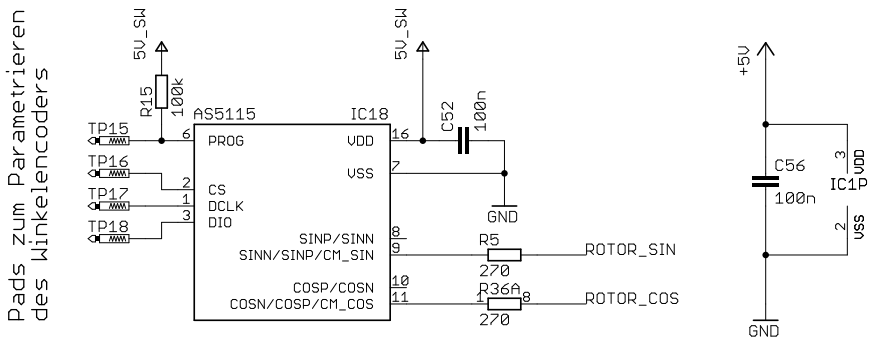 Pads zum Parametrieren
des Winkelencoders
5V_SW
R15
100k
TP15
TP16
TP17
TP18
AS5115
IC18
6
PROG
2
CS
1
DCLK
3
DIO
VDD
16
VSS
7
SINP/SINN
8
SINN/SINP/CM_SIN
9
COSP/COSN
10
COSN/COSP/CM_COS
11
5V_SW
C52
100n
GND
R5
270
ROTOR_SIN
R36A
1
8
270
ROTOR_COS
+5V
C56
100n
3
VDD
IC1P
2
VSS
GND